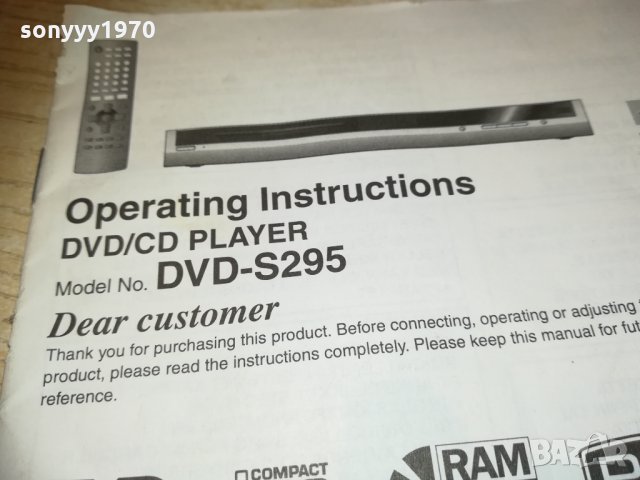 sonyyy1970
Operating Instructions
DVD/CD PLAYER
Model No. DVD-S295
Dear customer
Thank you for purchasing this product. Before connecting, operating or adjusting
product, please read the instructions completely. Please keep this manual for fut
reference.
COMPACT
RAM
BAZAR